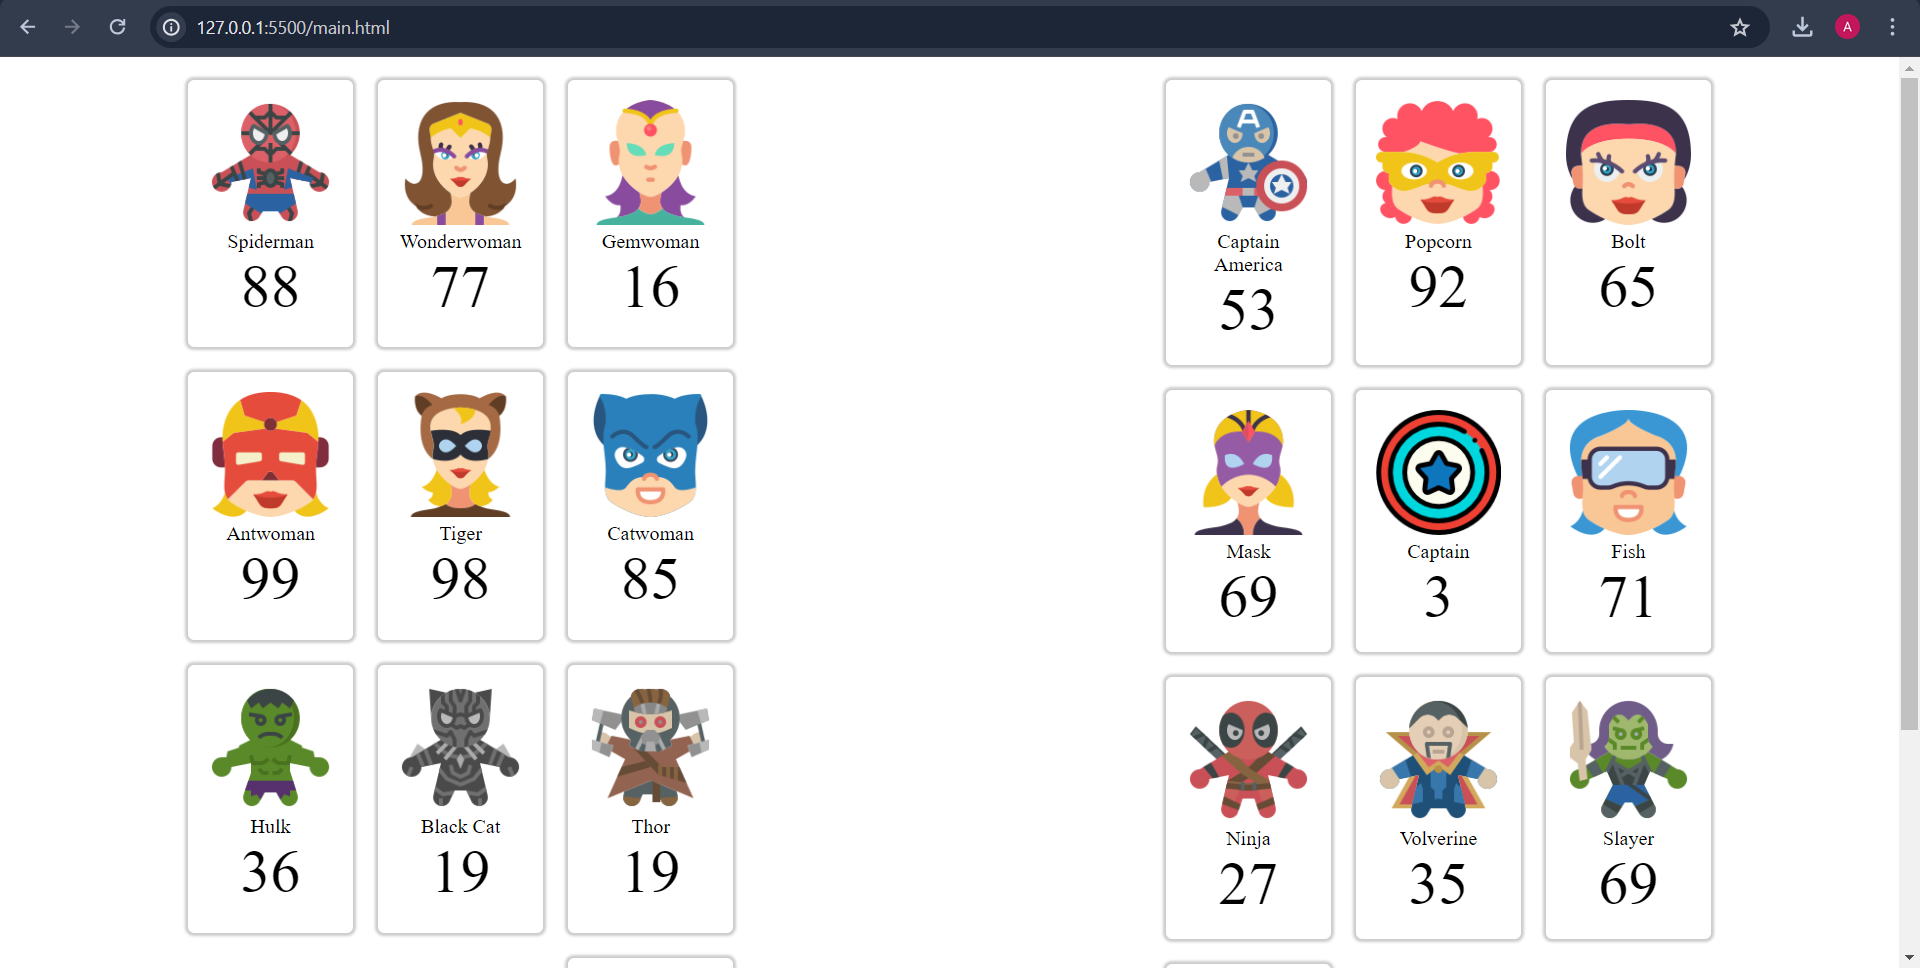 127.0.0.1:5500/main.html
A
Spiderman
88
Wonderwoman
77
Gemwoman
16
Antwoman
99
Tiger
98
Catwoman
85
Hulk
36
Black Cat
19
Thor
19
A
Captain
America
53
Popcorn
92
Bolt
65
Mask
69
Captain
3
Fish
71
Ninja
27
Volverine
35
Slayer
69